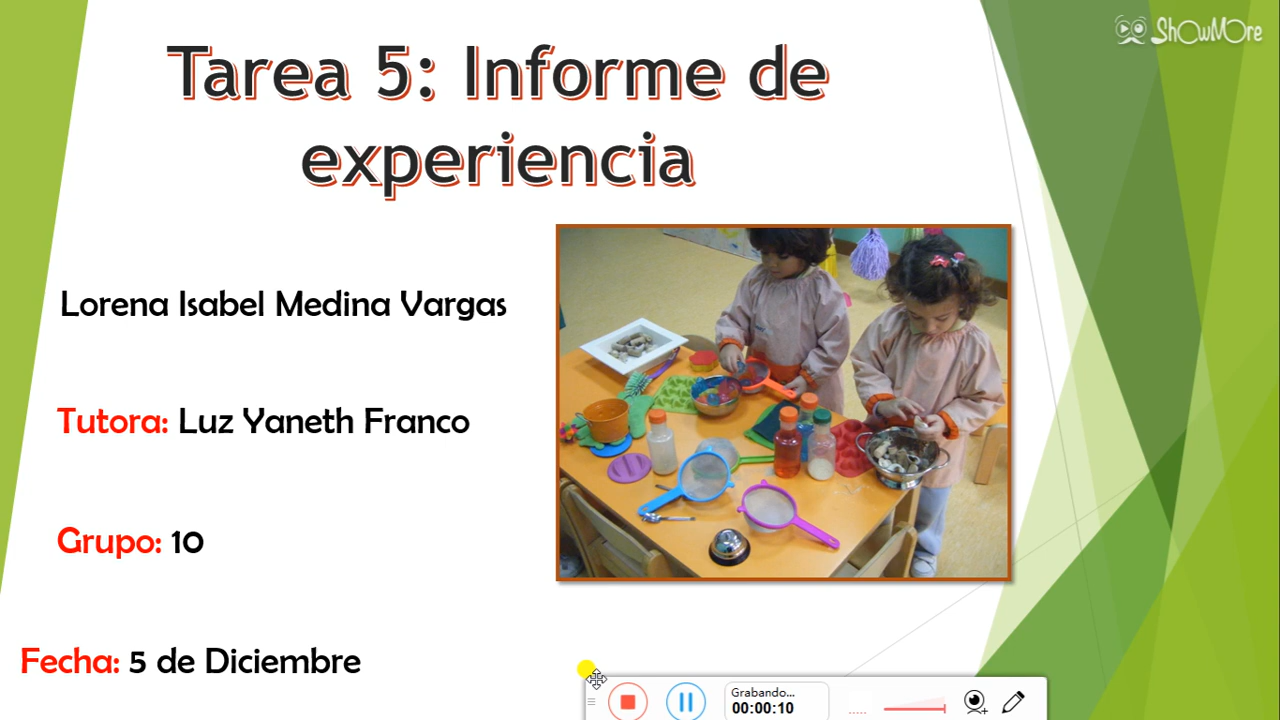 ShowMore
Tarea 5: Informe de
experiencia
Lorena Isabel Medina Vargas
Tutora: Luz Yaneth Franco
Grupo: 10
Fecha: 5 de Diciembre
Grabando...
00:00:10